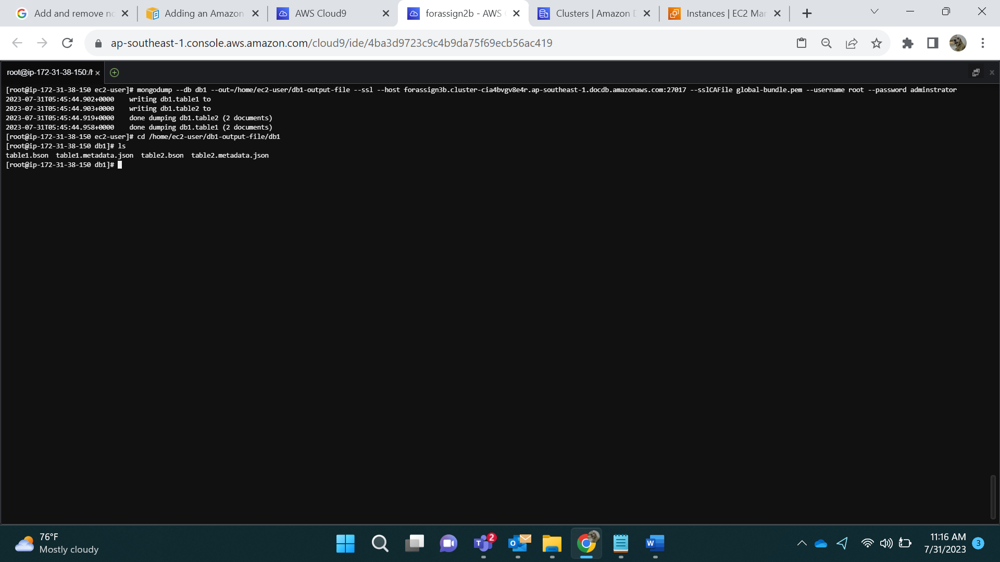 Add and remove no
Adding an Amazon
AWS Cloud9
forassign2b - AWS
Clusters | Amazon
Instances | EC2 Mar
ap-southeast-1.console.aws.amazon.com/cloud9/ide/4ba3d9723c9c4b9da75f69ecb56ac419
root@ip-172-31-38-150:/h
[root@ip-172-31-38-150 ec2-user]# mongodump --db db1 --out=/home/ec2-user/db1-output-file --ssl --host forassign3b.cluster-cia4bvgv8e4r.ap-southeast-1.docdb.amazonaws.com:27017 --sslCAFile global-bundle.pem --username root --password adminstrator
2023-07-31T05:45:44.902+0000 writing db1.table1 to
2023-07-31T05:45:44.903+0000 writing db1.table2 to
2023-07-31T05:45:44.919+0000 done dumping db1.table2 (2 documents)
2023-07-31T05:45:44.958+0000 done dumping db1.table1 (2 documents)
[root@ip-172-31-38-150 ec2-user]# cd /home/ec2-user/db1-output-file/db1
[root@ip-172-31-38-150 db1]# ls
table1.bson table1.metadata.json table2.bson table2.metadata.json
[root@ip-172-31-38-150 db1]#
76°F
Mostly cloudy
2
11:16 AM
7/31/2023
3